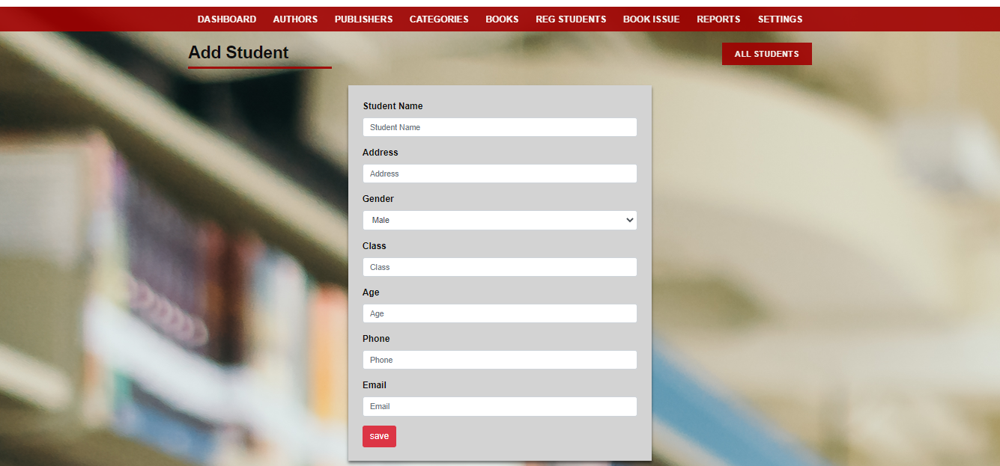 DASHBOARD AUTHORS PUBLISHERS CATEGORIES BOOKS REG STUDENTS BOOK ISSUE REPORTS SETTINGS
Add Student
ALL STUDENTS
Student Name
Student Name
Address
Address
Gender
Male
Class
Class
Age
Age
Phone
Phone
Email
Email
save